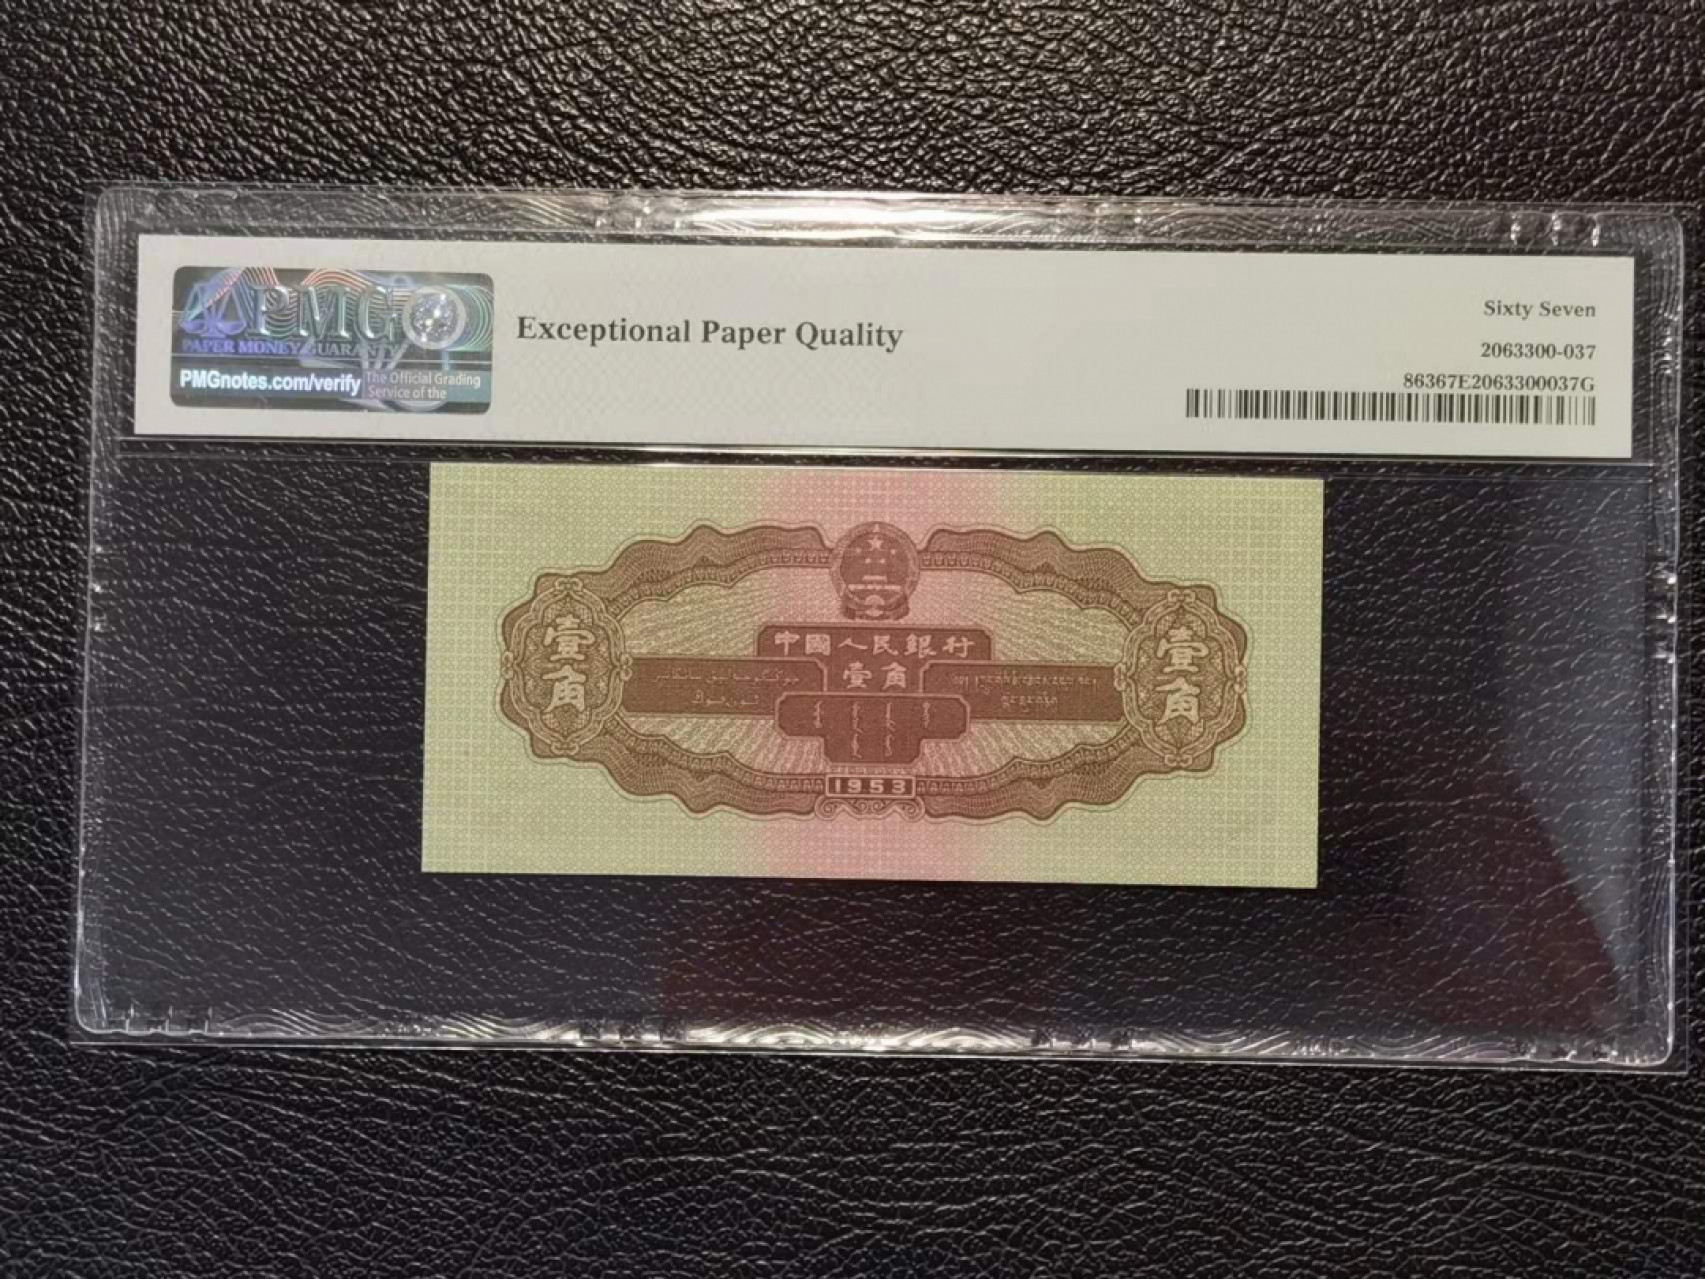 PMG
PAPER MONEY GUARANTY
PMGnotes.com/verify
The Official Grading
Service of the
Exceptional Paper Quality
Sixty Seven
2063300-037
86367E2063300037G
中國人民銀行
壹角
壹角
壹角
1953